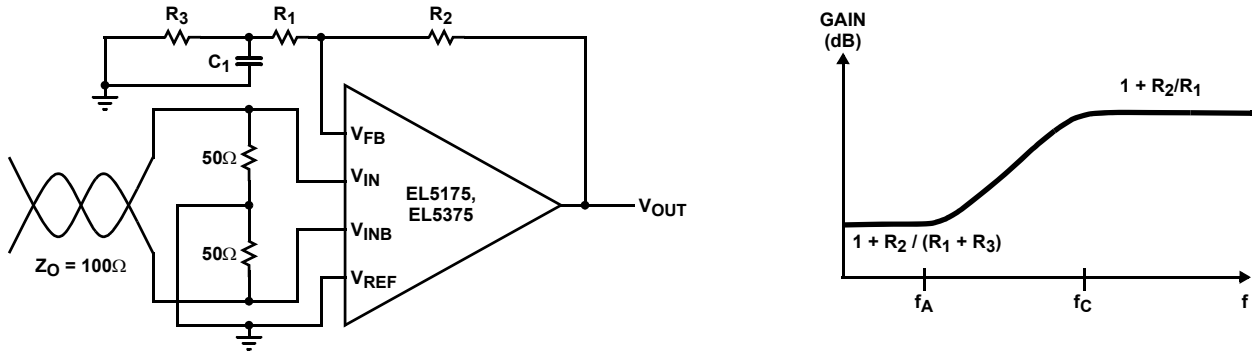 R3
R1
R2
C1
VFB
50Ω
VIN
EL5175,
EL5375
VOUT
VINB
50Ω
ZO = 100Ω
VREF
GAIN
(dB)
1 + R2/R1
1 + R2 / (R1 + R3)
fA
fC
f